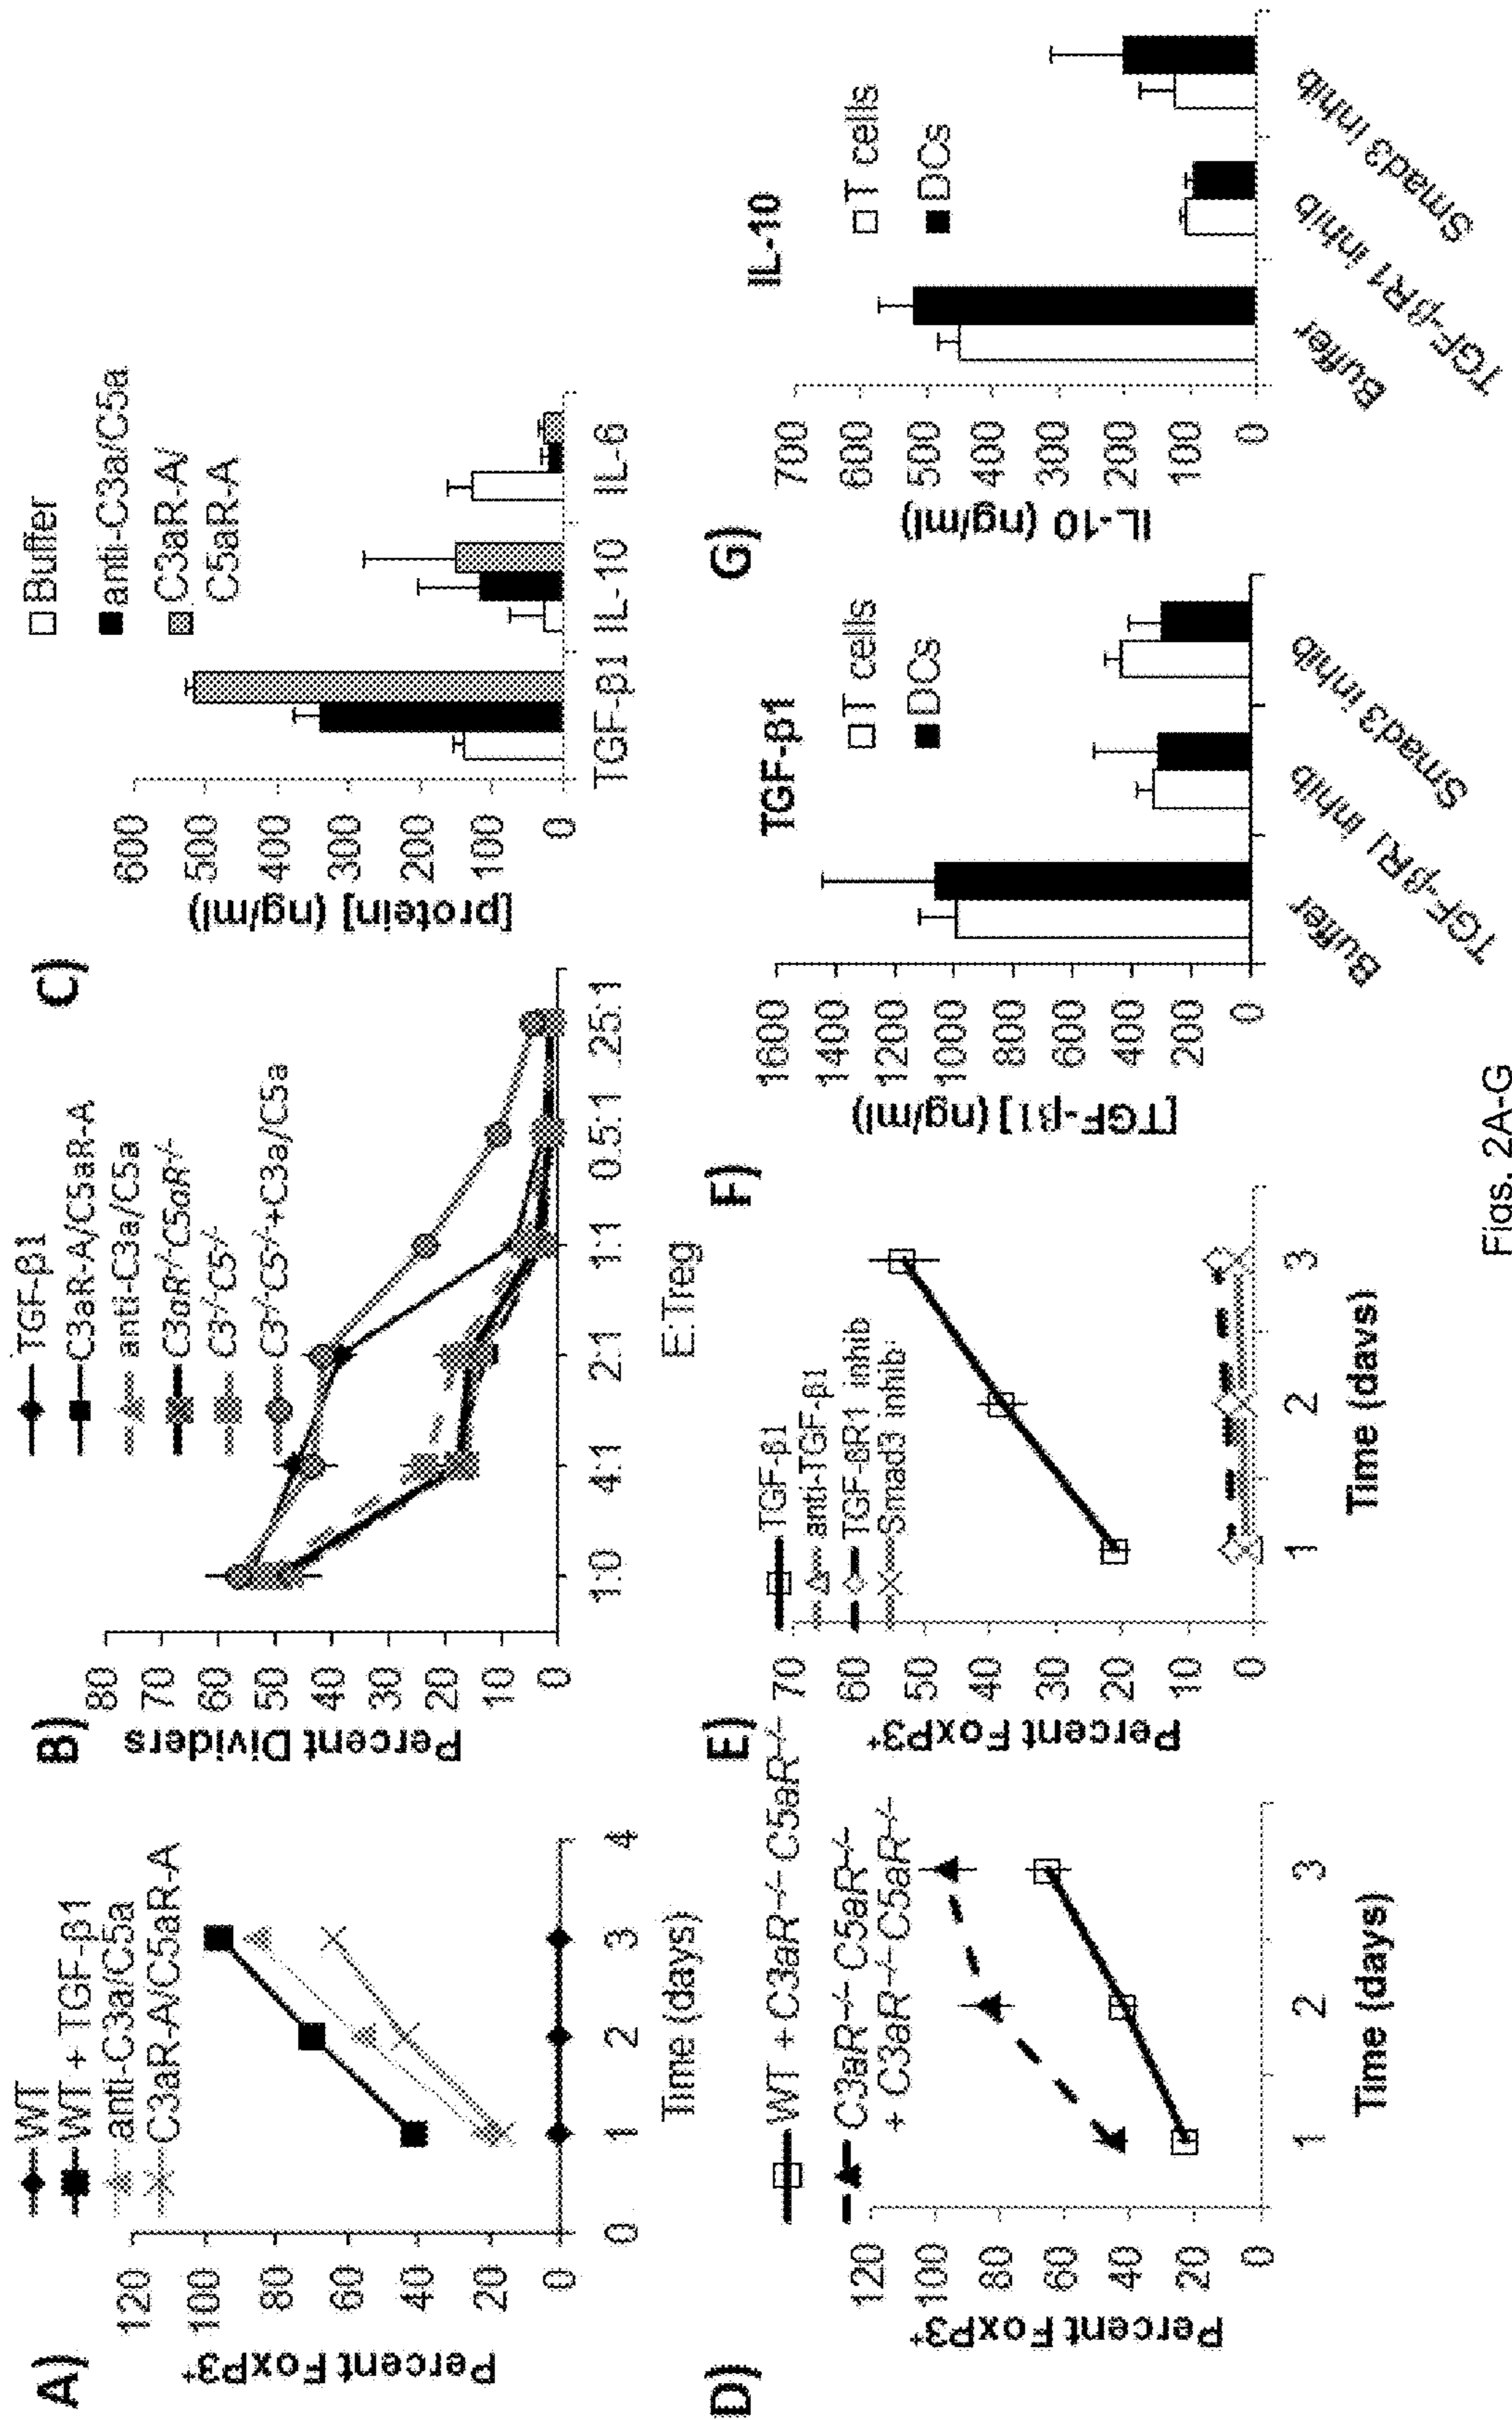 A)
WT
WT + TGF-β1
anti-C3a/C5a
C3aR-A/C5aR-A
Percent FoxP3⁺
120
100
80
60
40
20
0
0 1 2 3 4
Time (days)
B)
TGF-β1
C3aR-A/C5aR-A
anti-C3a/C5a
C3aR⁻/⁻C5aR⁻/⁻
C3⁻/⁻C5⁻/⁻
C3⁻/⁻C5⁻/⁻+C3a/C5a
Percent Dividers
80
70
60
50
40
30
20
10
0
1:0 4:1 2:1 1:1 0.5:1 .25:1
E:Treg
C)
Buffer
anti-C3a/C5a
C3aR-A/
C5aR-A
[protein] (ng/ml)
600
500
400
300
200
100
0
TGF-β1 IL-10 IL-6
D)
WT + C3aR⁻/⁻ C5aR⁻/⁻
C3aR⁻/⁻ C5aR⁻/⁻
+ C3aR⁻/⁻C5aR⁻/⁻
Percent FoxP3⁺
120
100
80
60
40
20
0
1 2 3
Time (days)
E)
TGF-β1
anti-TGF-β1
TGF-βR1 inhib
Smad3 inhib
Percent FoxP3⁺
70
60
50
40
30
20
10
0
1 2 3
Time (days)
F)
TGF-β1
T cells
DCs
[TGF-β1] (ng/ml)
1600
1400
1200
1000
800
600
400
200
0
Buffer
TGF-βR1 inhib
Smad3 inhib
G)
IL-10
T cells
DCs
IL-10 (ng/ml)
700
600
500
400
300
200
100
0
Buffer
TGF-βR1 inhib
Smad3 inhib
Figs. 2A-G